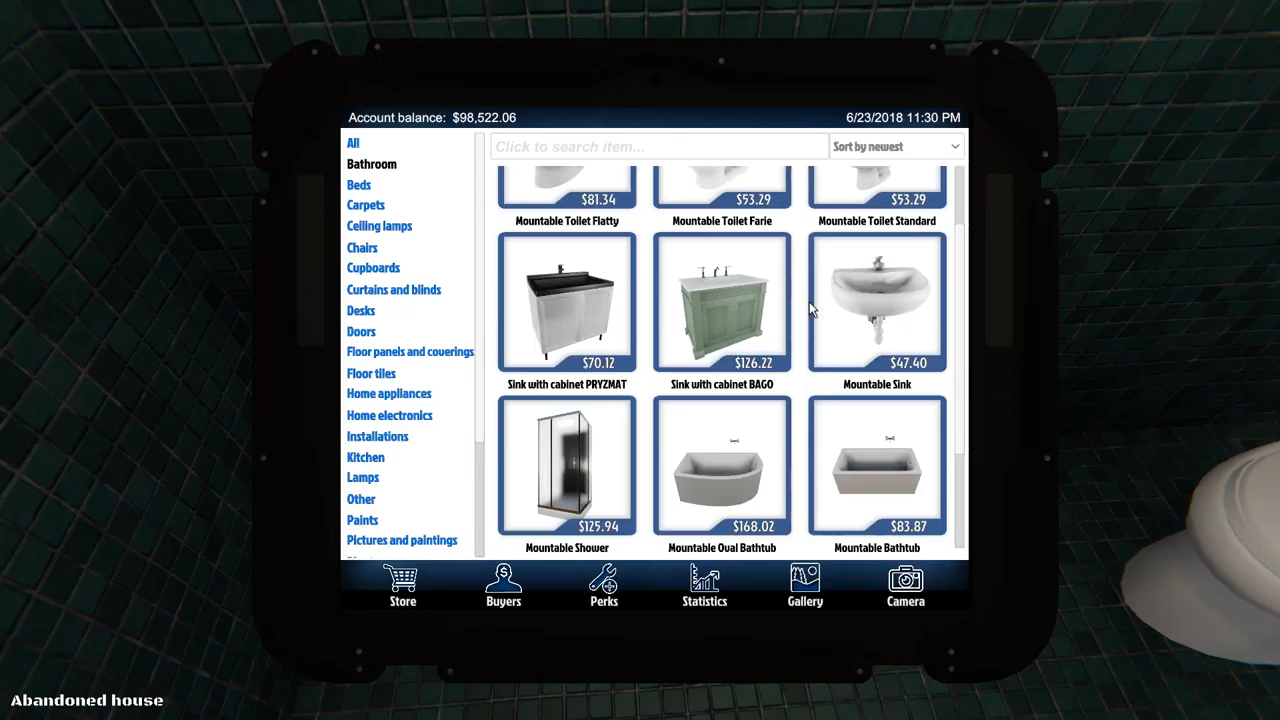 Account balance: $98,522.06
6/23/2018 11:30 PM
All
Bathroom
Beds
Carpets
Ceiling lamps
Chairs
Cupboards
Curtains and blinds
Desks
Doors
Floor panels and coverings
Floor tiles
Home appliances
Home electronics
Installations
Kitchen
Lamps
Other
Paints
Pictures and paintings
Click to search item...
Sort by newest
$81.34
$53.29
$53.29
Mountable Toilet Flatty
Mountable Toilet Farie
Mountable Toilet Standard
$70.12
$126.22
$47.40
Sink with cabinet PRYZMAT
Sink with cabinet BAGO
Mountable Sink
$125.94
$168.02
$83.87
Mountable Shower
Mountable Oval Bathtub
Mountable Bathtub
Store
Buyers
Perks
Statistics
Gallery
Camera
Abandoned house